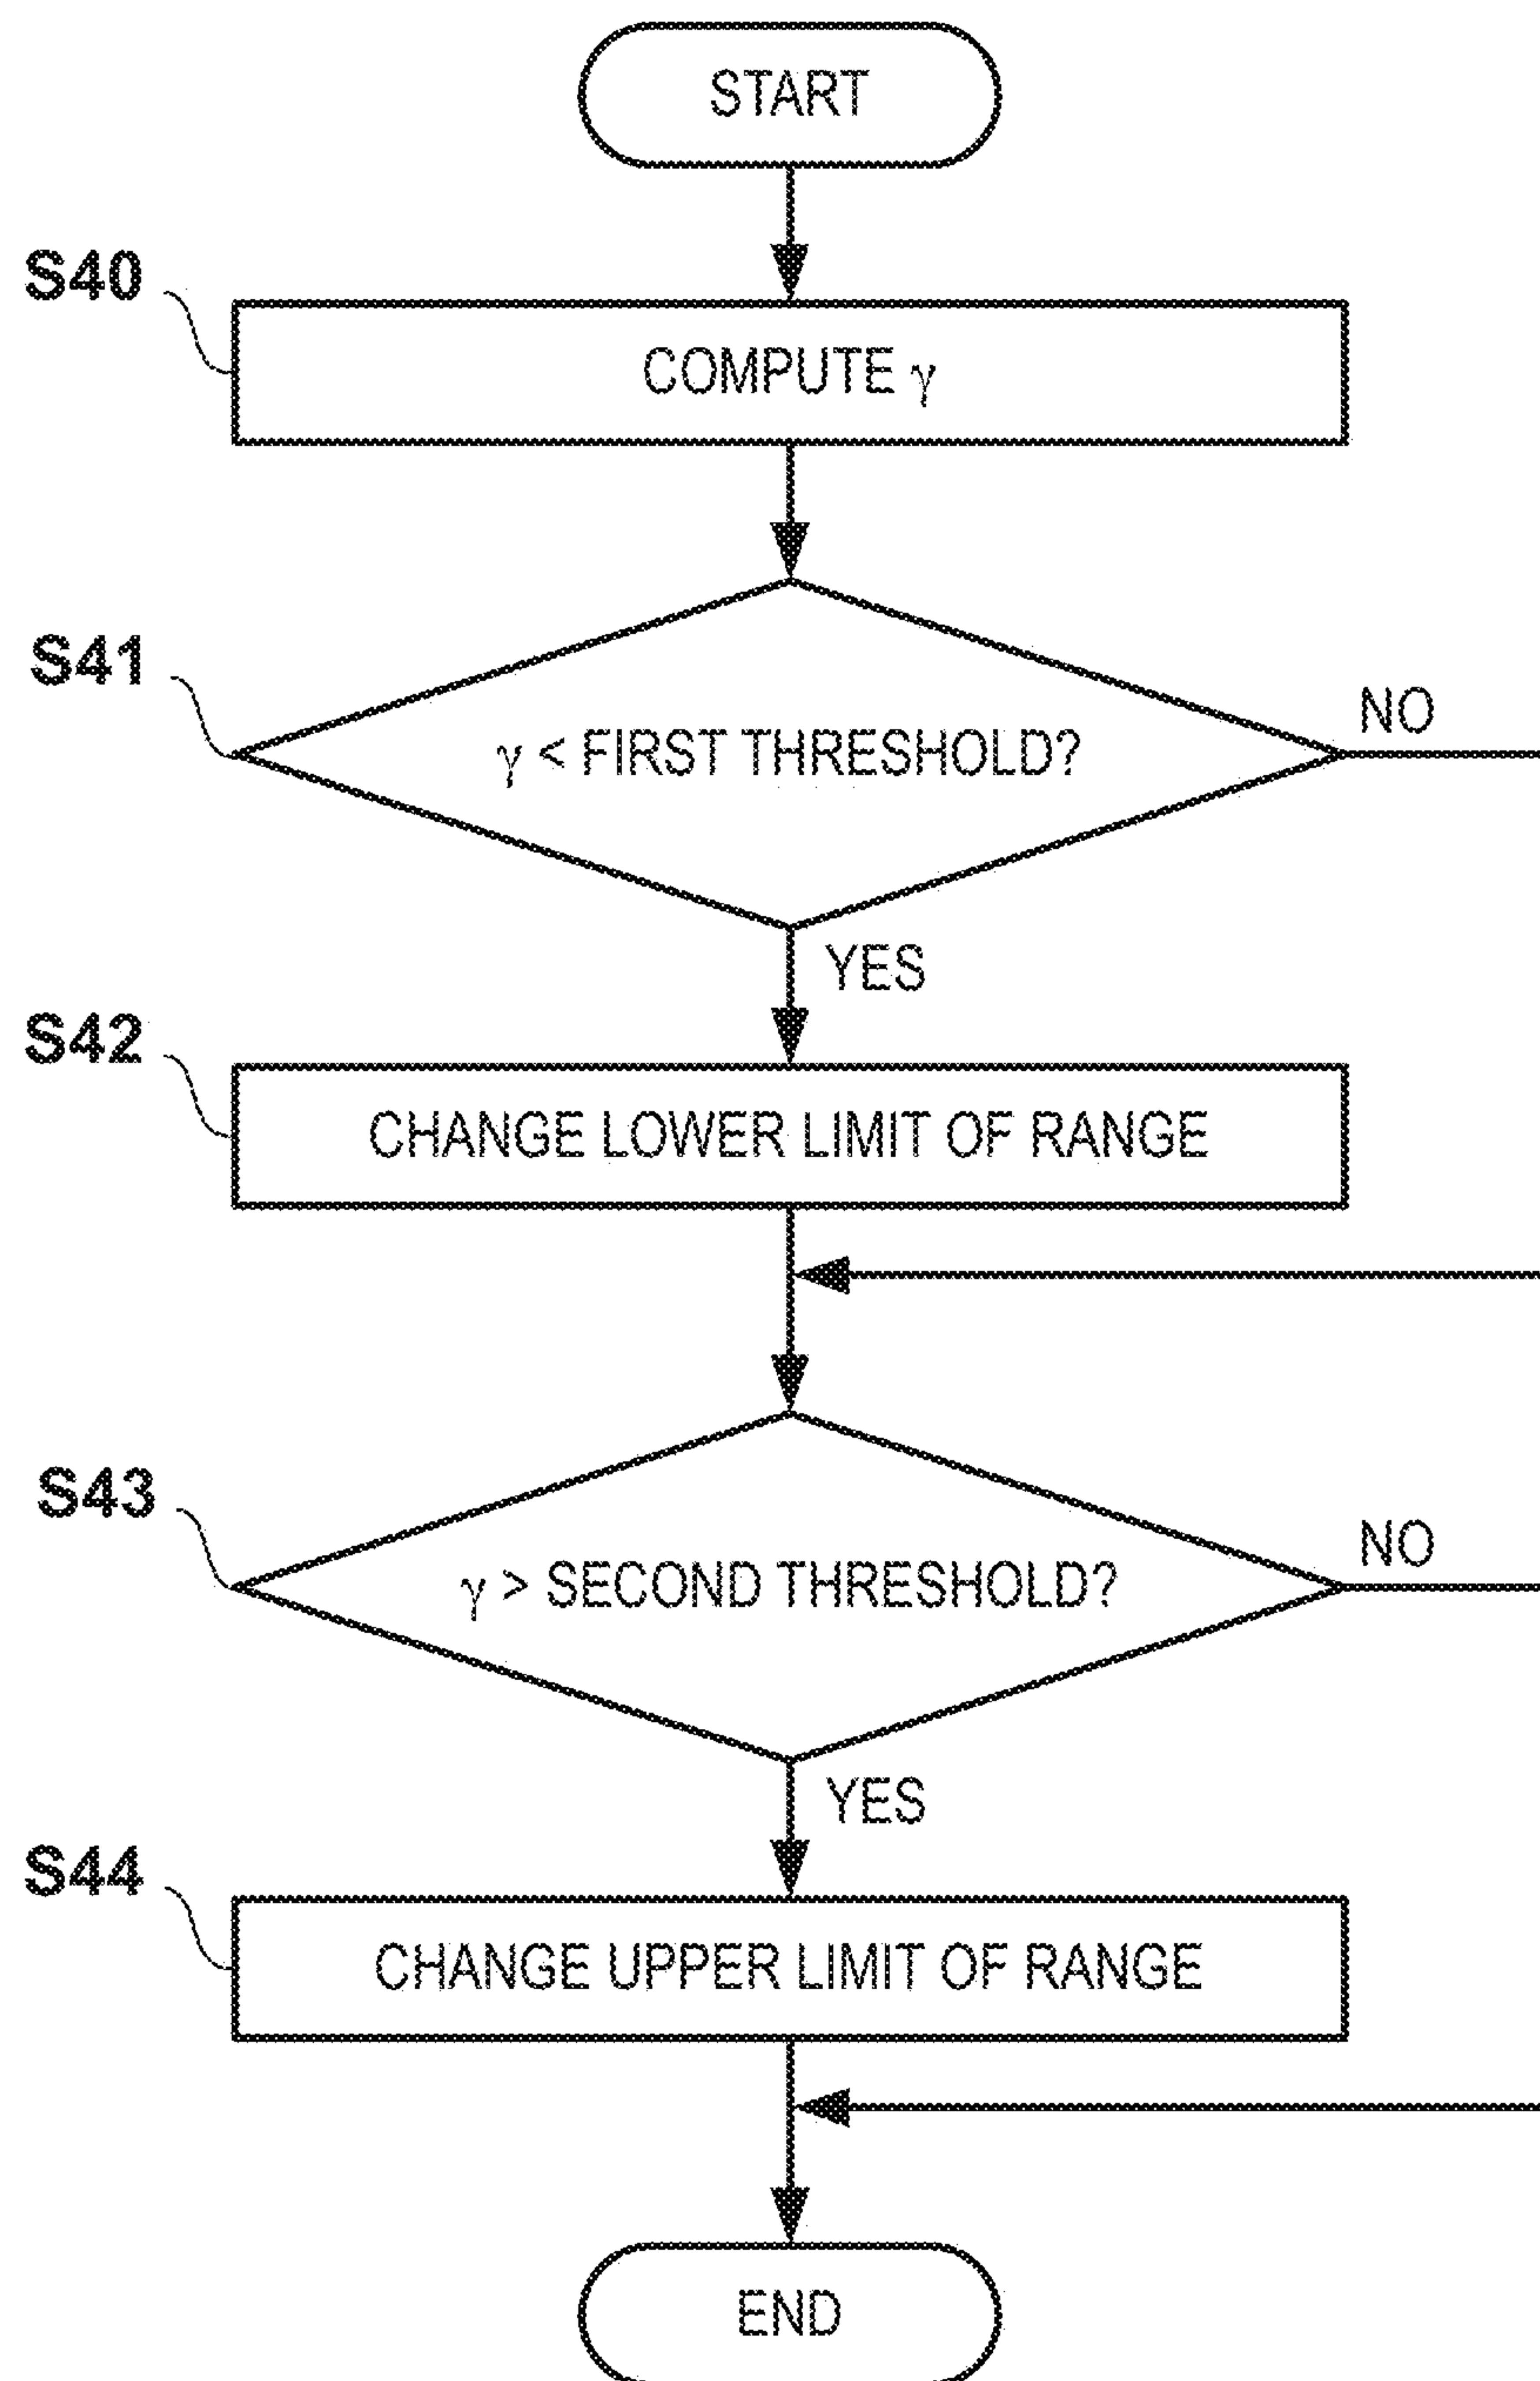 START
S40
COMPUTE γ
S41
γ < FIRST THRESHOLD?
NO
YES
S42
CHANGE LOWER LIMIT OF RANGE
S43
γ > SECOND THRESHOLD?
NO
YES
S44
CHANGE UPPER LIMIT OF RANGE
END